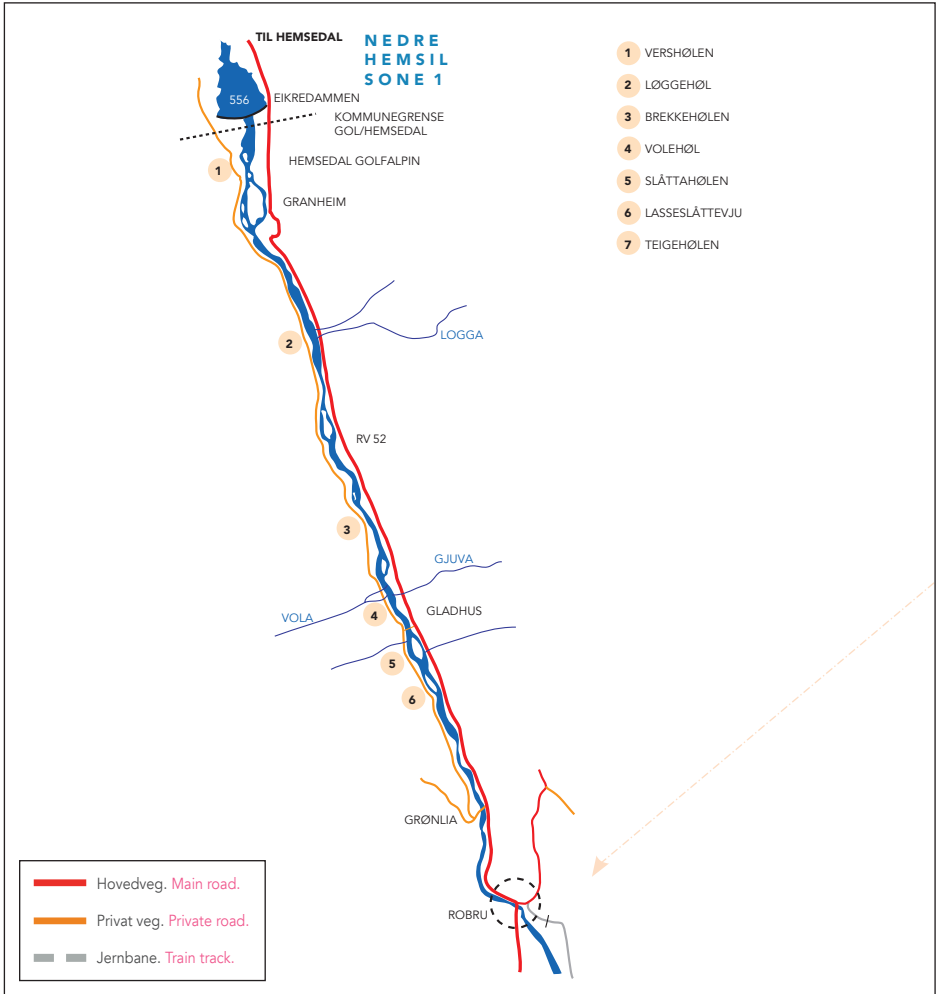 TIL HEMSEDAL
NEDRE
HEMSIL
SONE 1
556
EIKREDAMMEN
KOMMUNEGRENSE
GOL/HEMSEDAL
HEMSEDAL GOLFALPIN
GRANHEIM
1
2
LOGGA
RV 52
3
GJUVA
VOLA
4
GLADHUS
5
6
GRØNLIA
ROBRU
1 VERSHØLEN
2 LØGGEHØL
3 BREKKEHØLEN
4 VOLEHØL
5 SLÅTTAHØLEN
6 LASSESLÅTTEVJU
7 TEIGEHØLEN
Hovedveg. Main road.
Privat veg. Private road.
Jernbane. Train track.